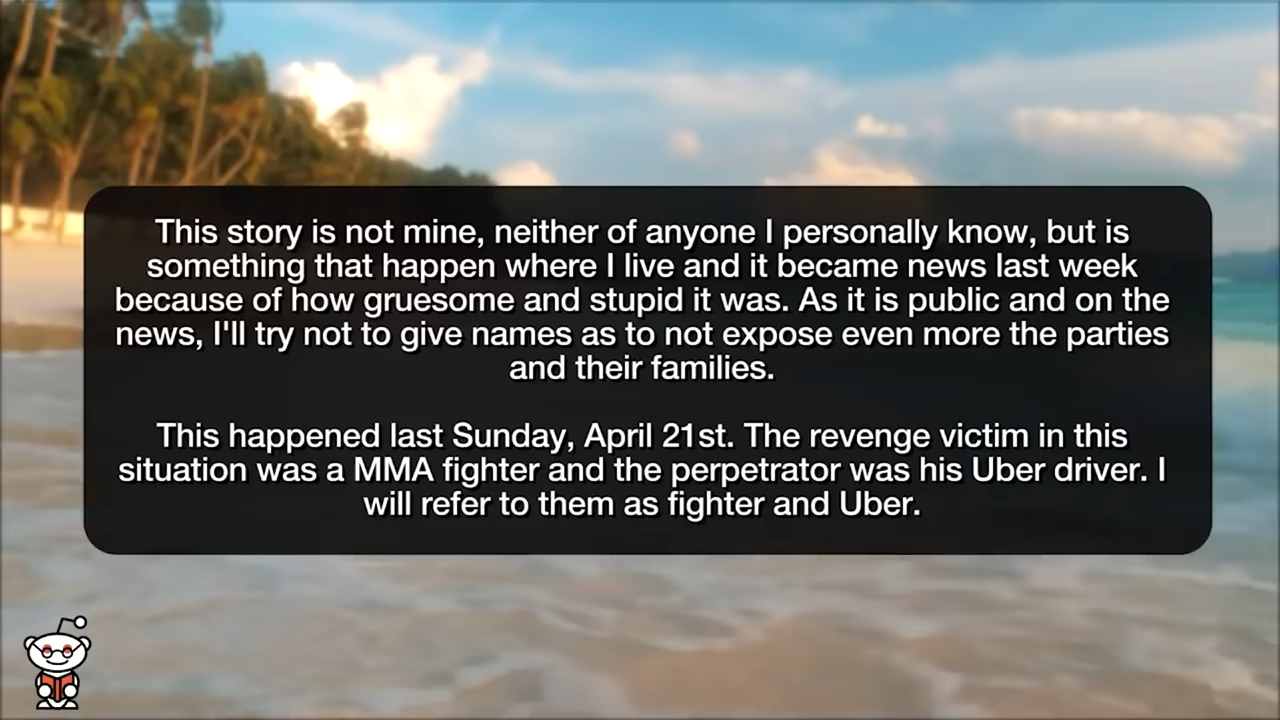 This story is not mine, neither of anyone I personally know, but is
something that happen where I live and it became news last week
because of how gruesome and stupid it was. As it is public and on the
news, I'll try not to give names as to not expose even more the parties
and their families.
This happened last Sunday, April 21st. The revenge victim in this
situation was a MMA fighter and the perpetrator was his Uber driver. I
will refer to them as fighter and Uber.